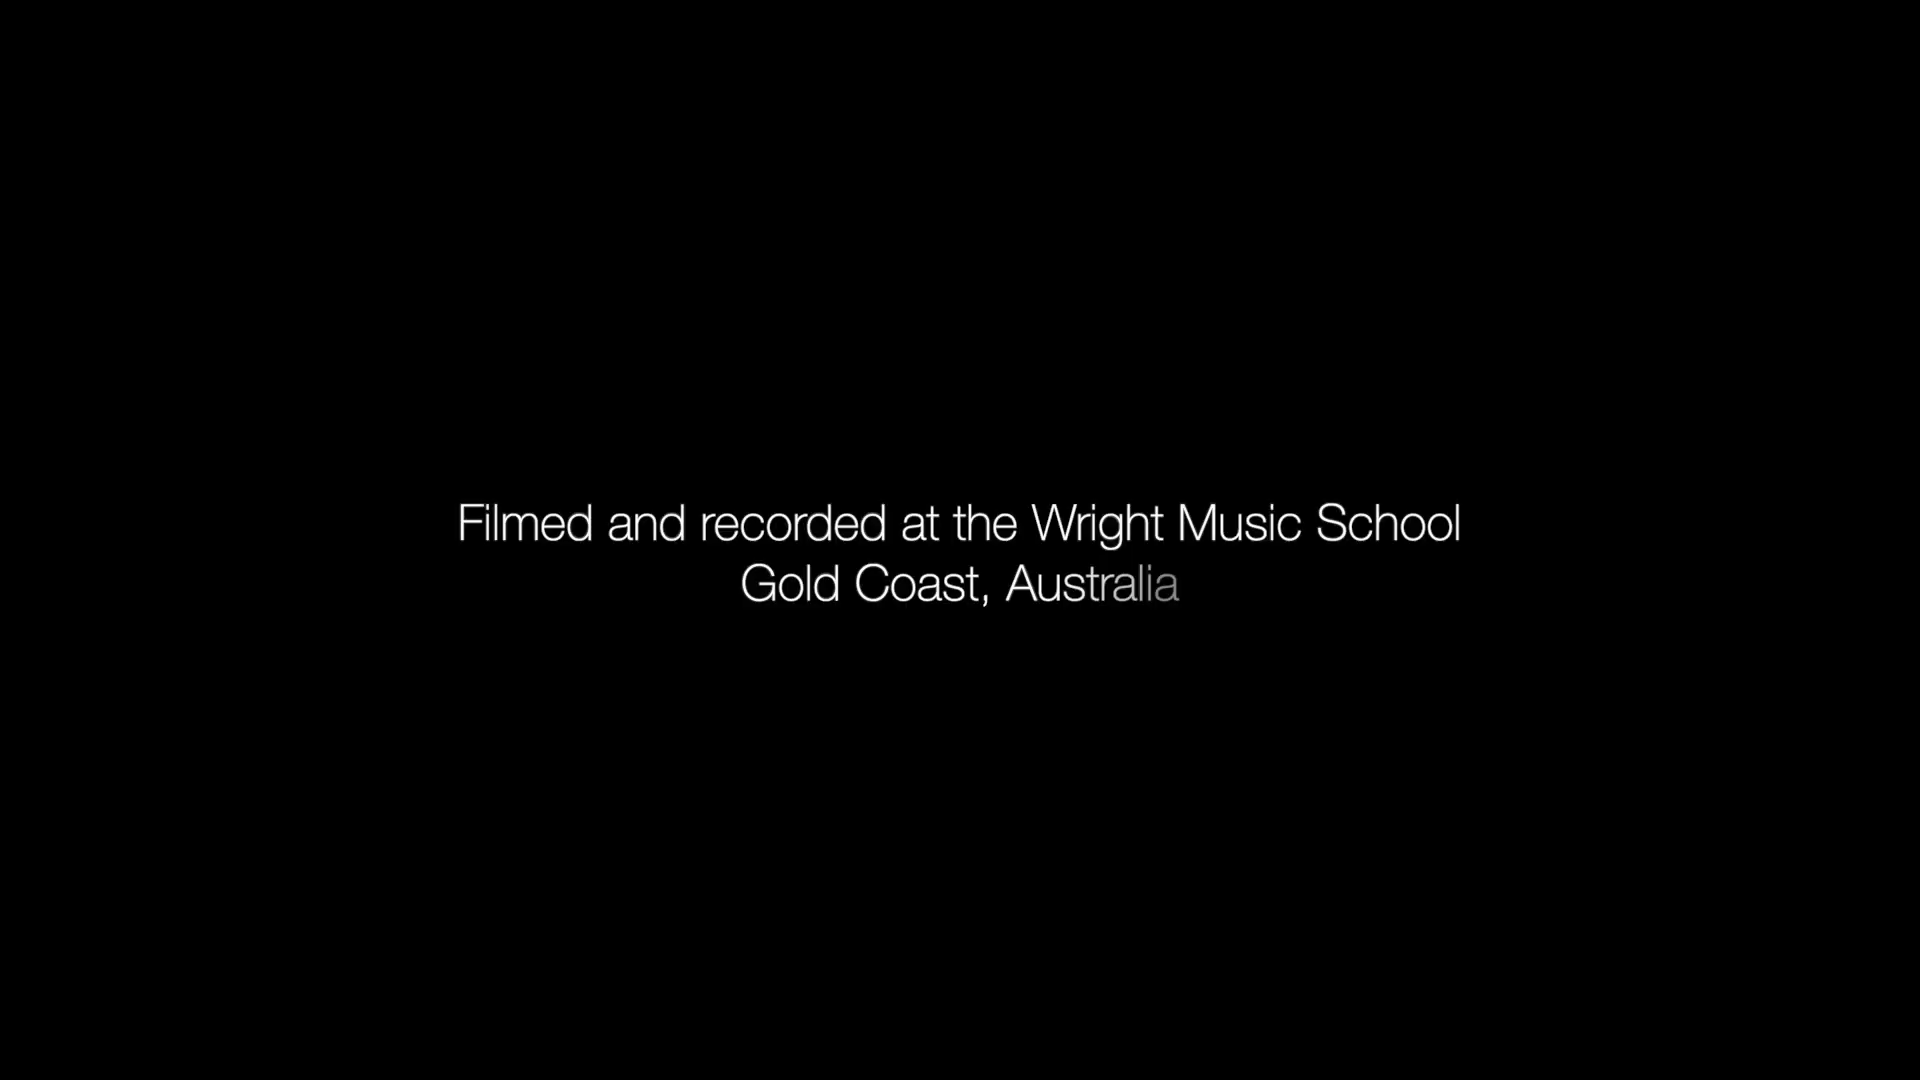 Filmed and recorded at the Wright Music School
Gold Coast, Australia